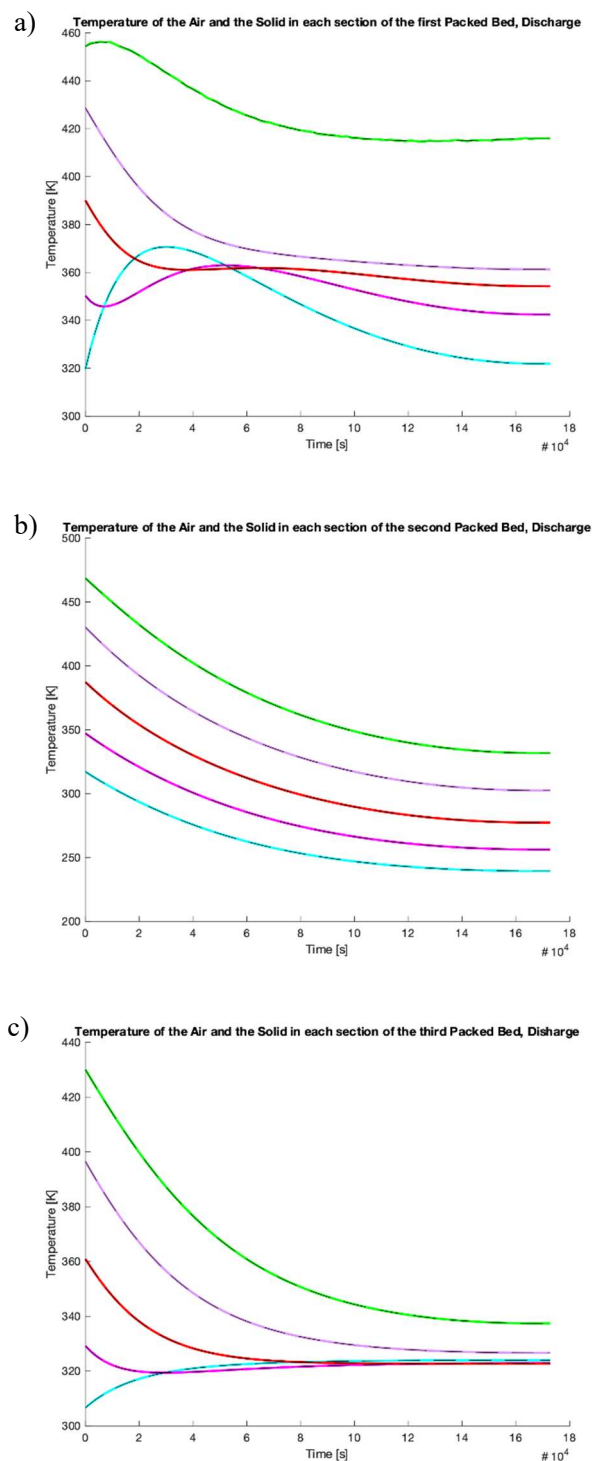 a)
Temperature of the Air and the Solid in each section of the first Packed Bed, Discharge
460
440
420
400
380
360
340
320
300
Temperature [K]
0 2 4 6 8 10 12 14 16 18
Time [s]
# 10^4
b)
Temperature of the Air and the Solid in each section of the second Packed Bed, Discharge
500
450
400
350
300
250
200
Temperature [K]
0 2 4 6 8 10 12 14 16 18
Time [s]
# 10^4
c)
Temperature of the Air and the Solid in each section of the third Packed Bed, Disharge
440
420
400
380
360
340
320
300
Temperature [K]
0 2 4 6 8 10 12 14 16 18
Time [s]
# 10^4